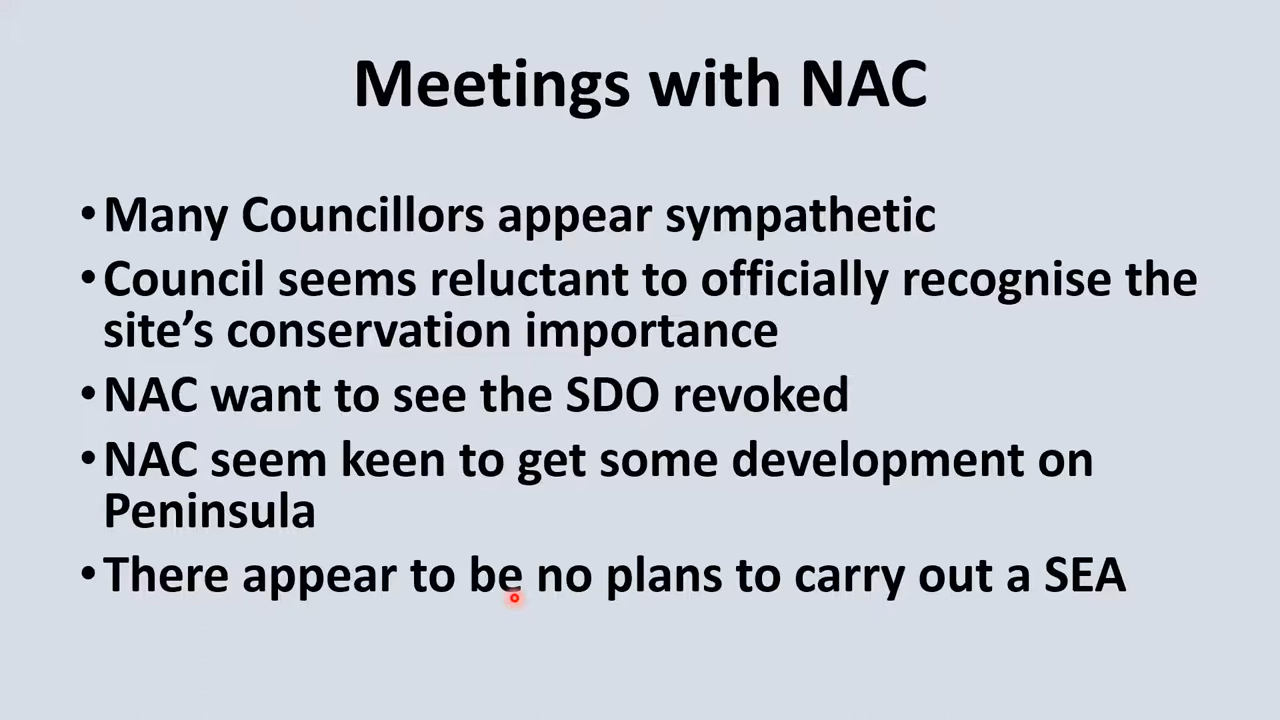 Meetings with NAC
•Many Councillors appear sympathetic
•Council seems reluctant to officially recognise the
site’s conservation importance
•NAC want to see the SDO revoked
•NAC seem keen to get some development on
Peninsula
•There appear to be no plans to carry out a SEA